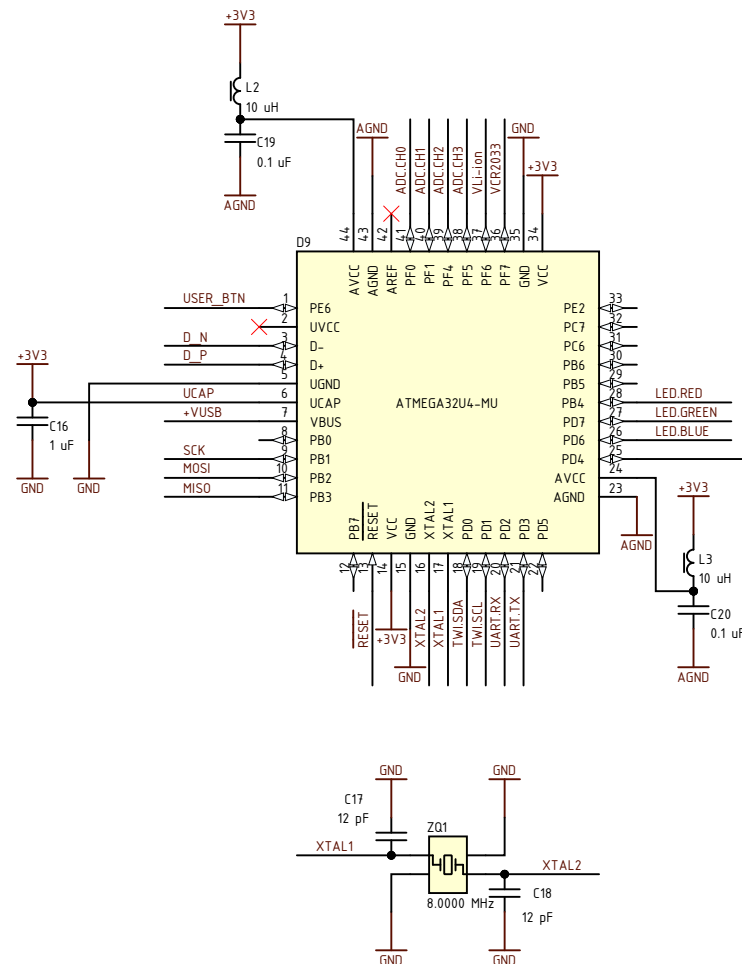 +3V3
L2
10 uH
C19
0.1 uF
AGND
AGND
ADC.CH0
ADC.CH1
ADC.CH2
ADC.CH3
VLi-ion
VCR2033
GND
+3V3
D9
44
43
42
41
40
39
38
37
36
35
34
AVCC
AGND
AREF
PF0
PF1
PF4
PF5
PF6
PF7
GND
VCC
USER_BTN 1 PE6
2 UVCC
D_N 3 D-
D_P 4 D+
5 UGND
UCAP 6 UCAP
+VUSB 7 VBUS
8 PB0
SCK 9 PB1
MOSI 10 PB2
MISO 11 PB3
+3V3
C16
1 uF
GND
GND
ATMEGA32U4-MU
PE2 33
PC7 32
PC6 31
PB6 30
PB5 29
PB4 28 LED.RED
PD7 27 LED.GREEN
PD6 26 LED.BLUE
PD4 25
AVCC 24
AGND 23
AGND
+3V3
L3
10 uH
C20
0.1 uF
AGND
PB7
RESET
VCC
GND
XTAL2
XTAL1
PD0
PD1
PD2
PD3
PD5
12
13
14
15
16
17
18
19
20
21
22
RESET
+3V3
GND
XTAL2
XTAL1
TWI.SDA
TWI.SCL
UART.RX
UART.TX
GND
GND
C17
12 pF
ZQ1
XTAL1
XTAL2
8.0000 MHz
C18
12 pF
GND
GND